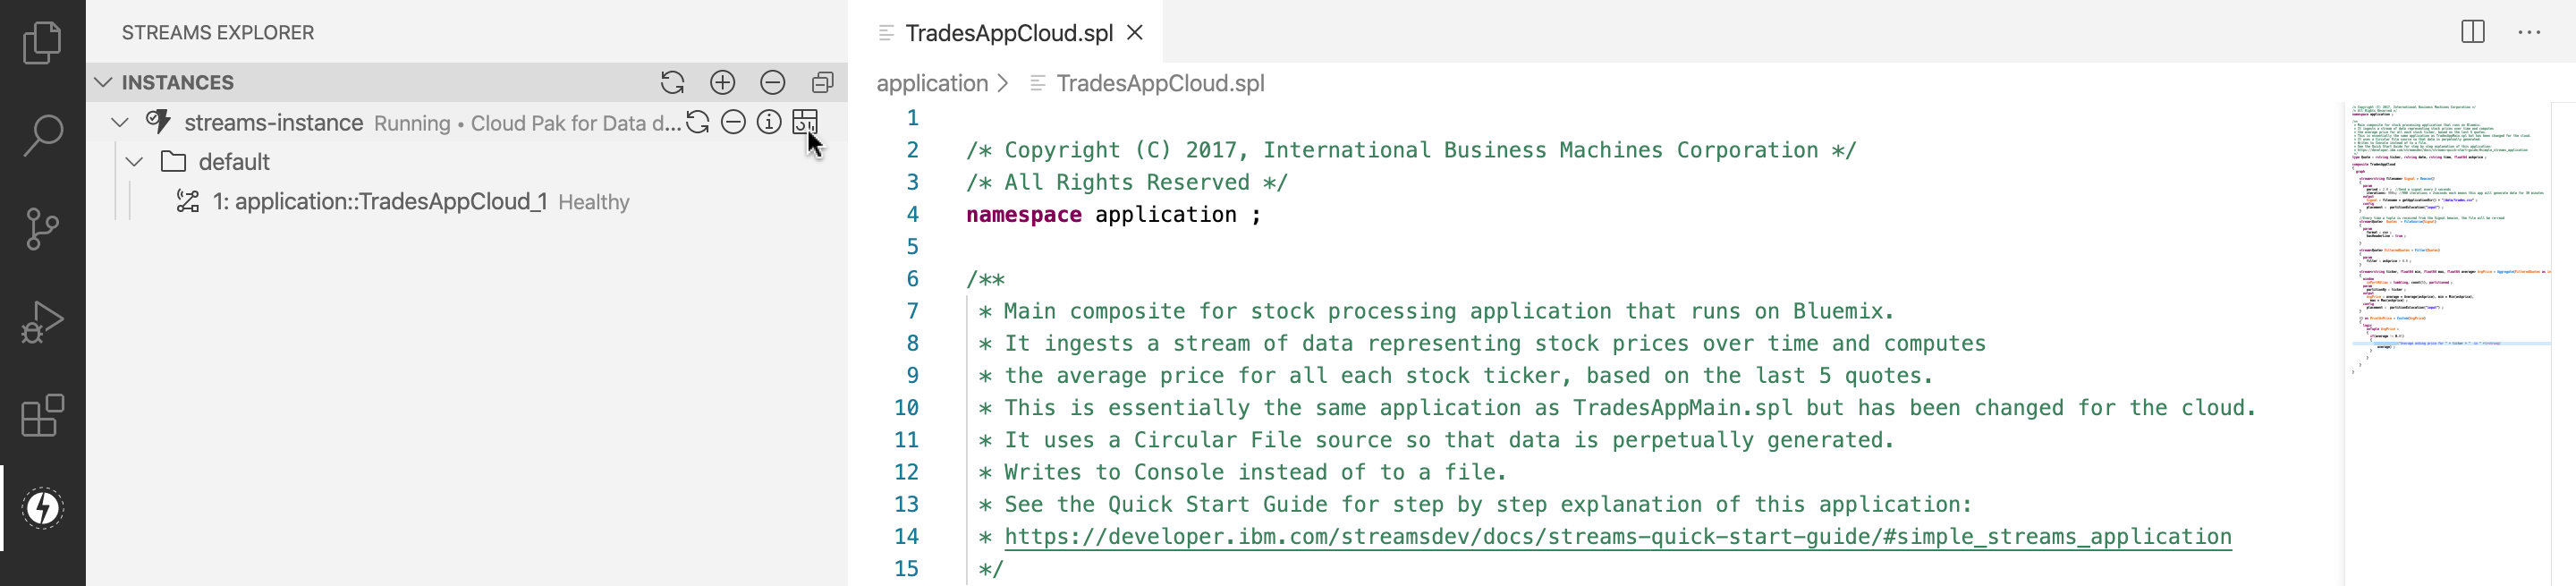 STREAMS EXPLORER
INSTANCES
streams-instance Running • Cloud Pak for Data d...
default
1: application::TradesAppCloud_1 Healthy
TradesAppCloud.spl
application > TradesAppCloud.spl
1
2 /* Copyright (C) 2017, International Business Machines Corporation */
3 /* All Rights Reserved */
4 namespace application ;
5
6 /**
7 * Main composite for stock processing application that runs on Bluemix.
8 * It ingests a stream of data representing stock prices over time and computes
9 * the average price for all each stock ticker, based on the last 5 quotes.
10 * This is essentially the same application as TradesAppMain.spl but has been changed for the cloud.
11 * It uses a Circular File source so that data is perpetually generated.
12 * Writes to Console instead of to a file.
13 * See the Quick Start Guide for step by step explanation of this application:
14 * https://developer.ibm.com/streamsdev/docs/streams-quick-start-guide/#simple_streams_application
15 */